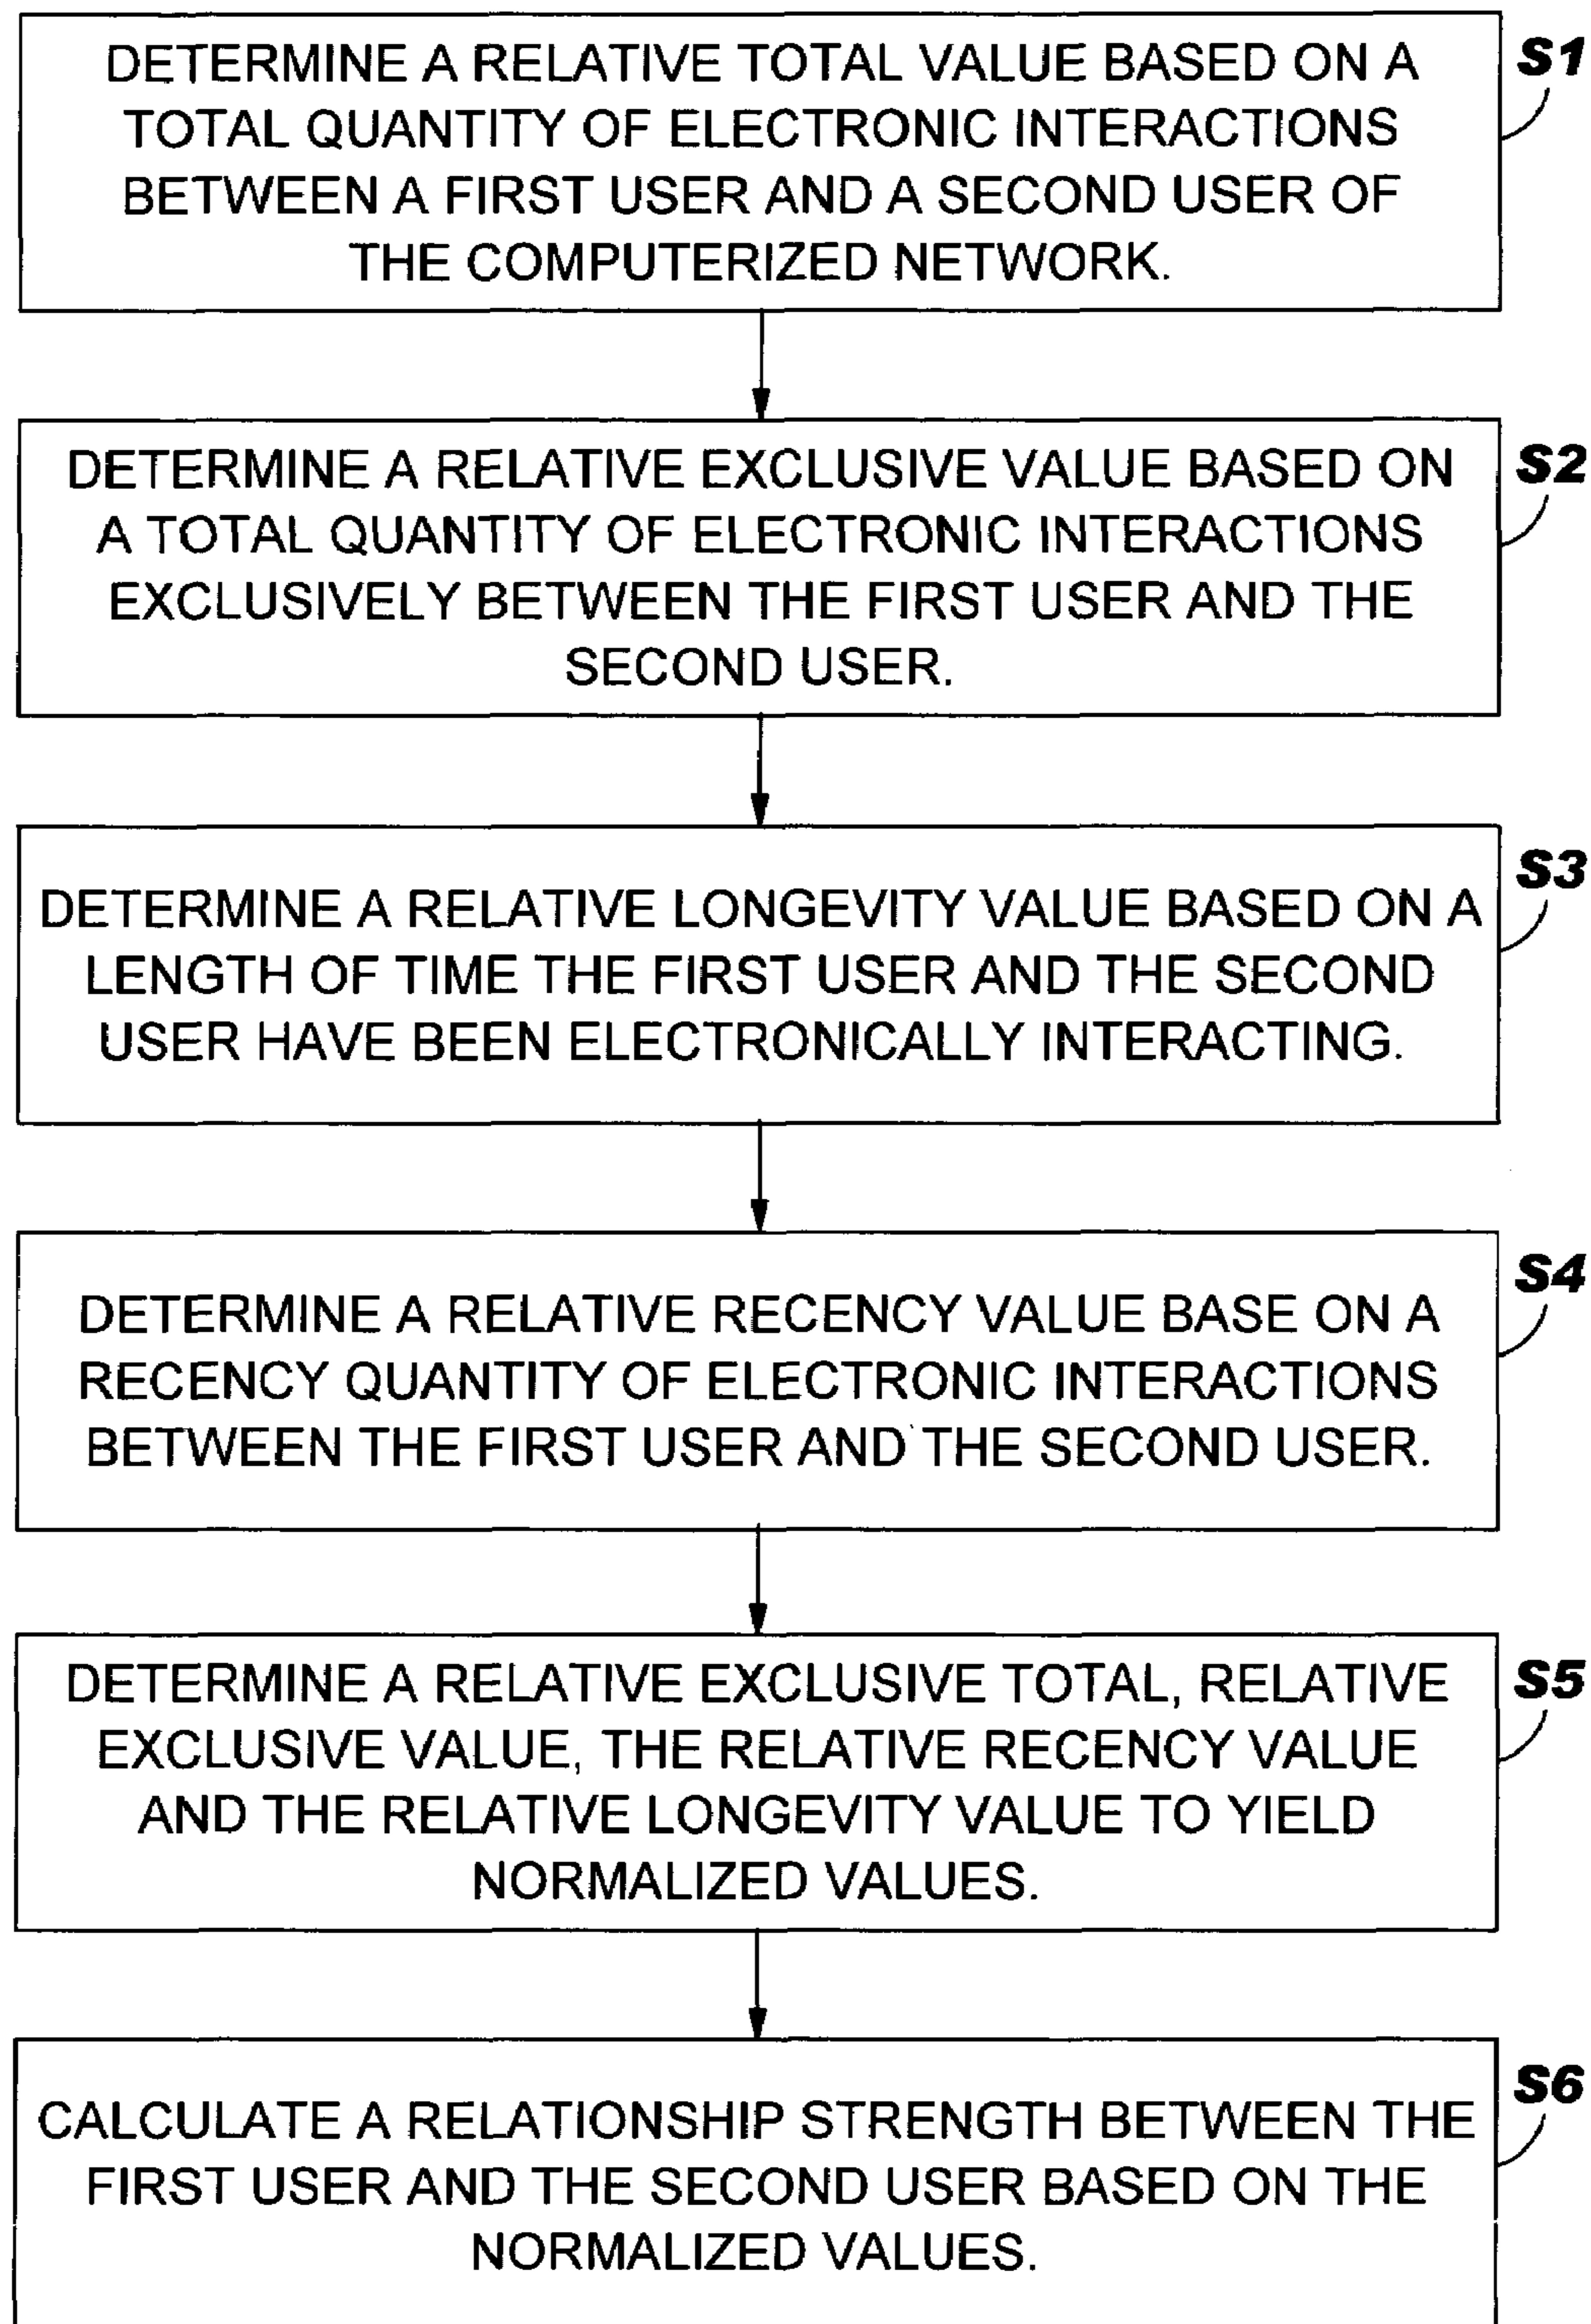 DETERMINE A RELATIVE TOTAL VALUE BASED ON A
TOTAL QUANTITY OF ELECTRONIC INTERACTIONS
BETWEEN A FIRST USER AND A SECOND USER OF
THE COMPUTERIZED NETWORK.
S1
DETERMINE A RELATIVE EXCLUSIVE VALUE BASED ON
A TOTAL QUANTITY OF ELECTRONIC INTERACTIONS
EXCLUSIVELY BETWEEN THE FIRST USER AND THE
SECOND USER.
S2
DETERMINE A RELATIVE LONGEVITY VALUE BASED ON A
LENGTH OF TIME THE FIRST USER AND THE SECOND
USER HAVE BEEN ELECTRONICALLY INTERACTING.
S3
DETERMINE A RELATIVE RECENCY VALUE BASE ON A
RECENCY QUANTITY OF ELECTRONIC INTERACTIONS
BETWEEN THE FIRST USER AND THE SECOND USER.
S4
DETERMINE A RELATIVE EXCLUSIVE TOTAL, RELATIVE
EXCLUSIVE VALUE, THE RELATIVE RECENCY VALUE
AND THE RELATIVE LONGEVITY VALUE TO YIELD
NORMALIZED VALUES.
S5
CALCULATE A RELATIONSHIP STRENGTH BETWEEN THE
FIRST USER AND THE SECOND USER BASED ON THE
NORMALIZED VALUES.
S6